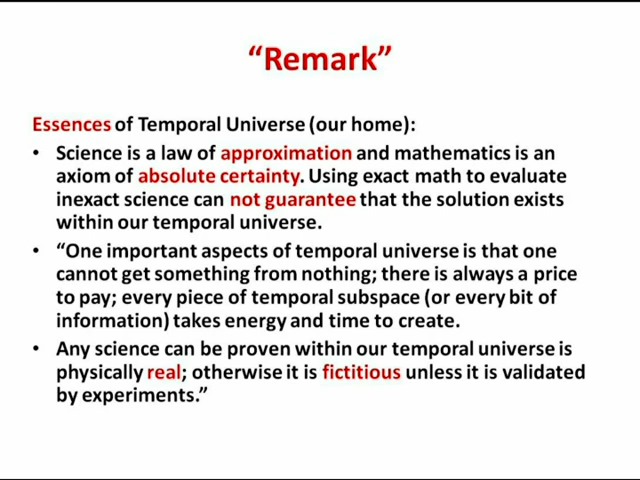 “Remark”
Essences of Temporal Universe (our home):
• Science is a law of approximation and mathematics is an
axiom of absolute certainty. Using exact math to evaluate
inexact science can not guarantee that the solution exists
within our temporal universe.
• “One important aspects of temporal universe is that one
cannot get something from nothing; there is always a price
to pay; every piece of temporal subspace (or every bit of
information) takes energy and time to create.
• Any science can be proven within our temporal universe is
physically real; otherwise it is fictitious unless it is validated
by experiments.”